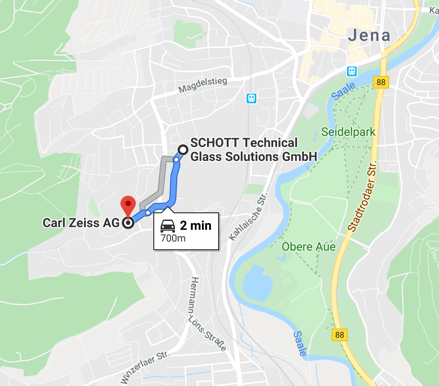 Jena
Magdelstieg
88
Saale
SCHOTT Technical
Glass Solutions GmbH
Seidelpark
Stadtrodaer Str.
Carl Zeiss AG
2 min
700m
Kahlaische Str.
Obere Aue
Hermann-Löns-Straße
88
Saale
Winzerlaer Str.